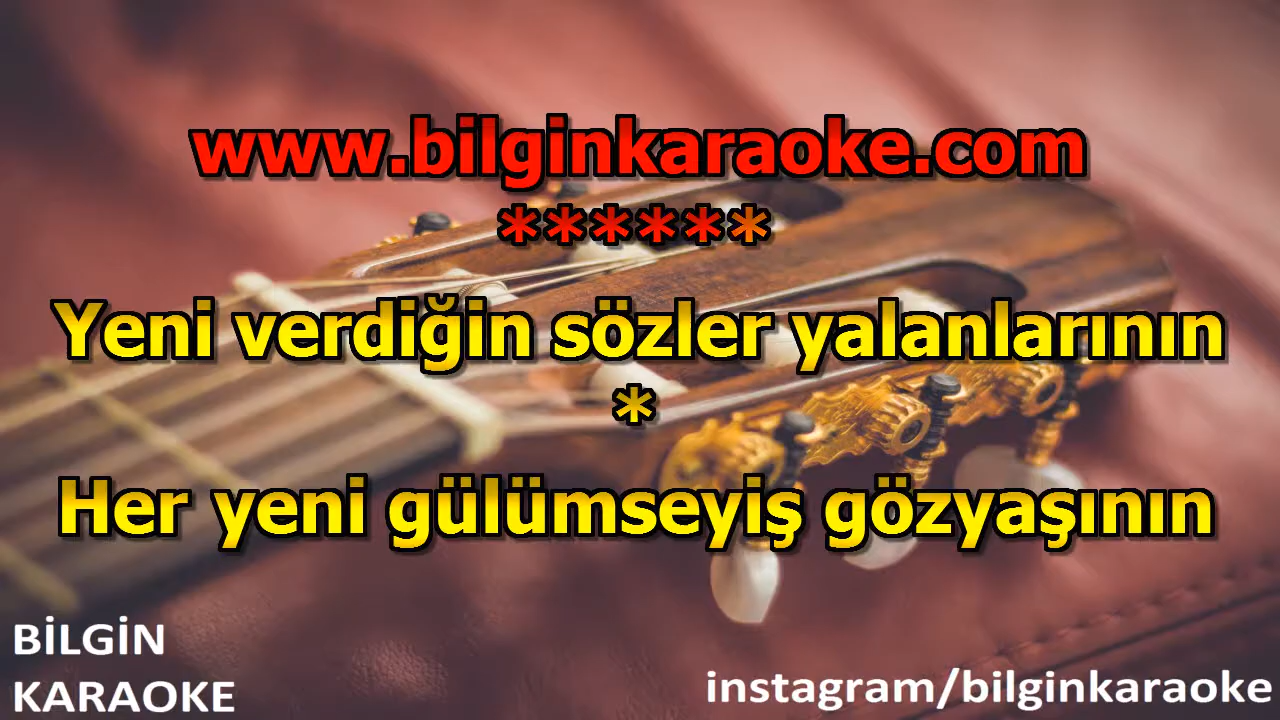 www.bilginkaraoke.com
******
Yeni verdiğin sözler yalanlarının
*
Her yeni gülümseyiş gözyaşının
BİLGİN
KARAOKE
instagram/bilginkaraoke